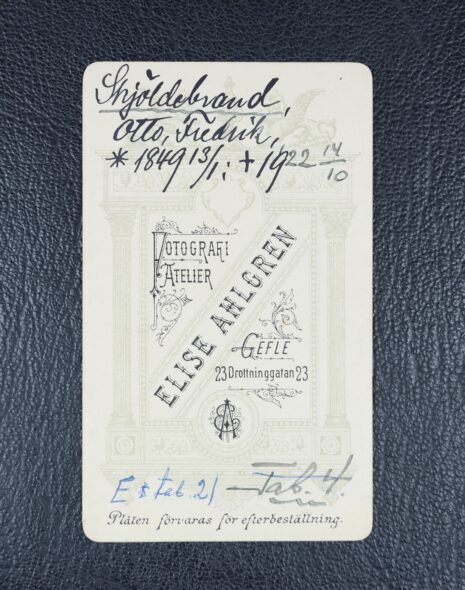 Skjöldebrand,
Otto, Fredrik,
* 1849 13/1; + 1922 14/10
FOTOGRAFI
ATELIER
ELISE AHLGREN
GEFLE
23 Drottninggatan 23
Tab. 2) Tab. 4.
Plåten förvaras för efterbeställning.